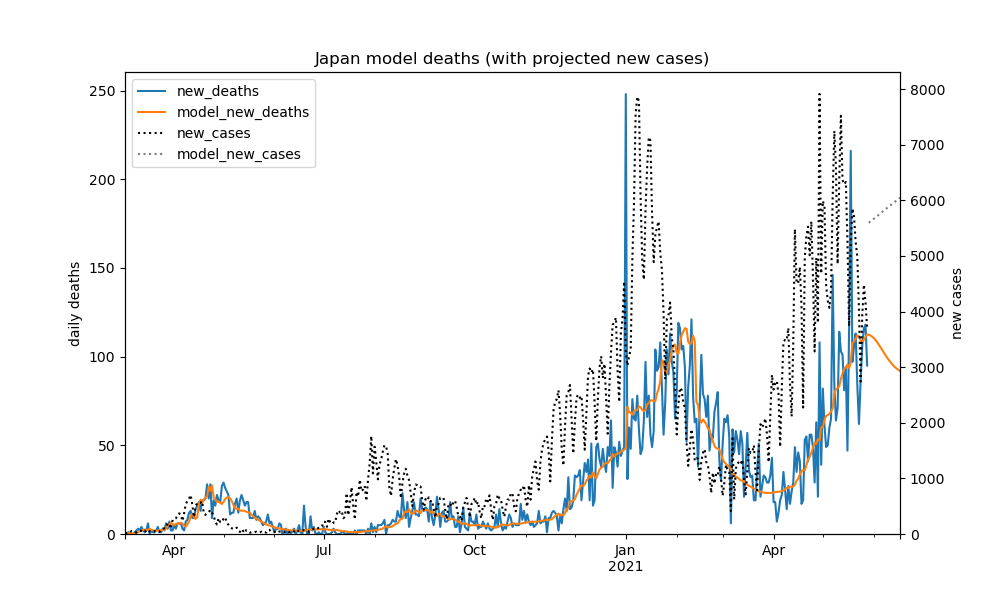 Japan model deaths (with projected new cases)
new_deaths
model_new_deaths
new_cases
model_new_cases
250
200
150
100
50
0
daily deaths
8000
7000
6000
5000
4000
3000
2000
1000
0
new cases
Apr
Jul
Oct
Jan
2021
Apr